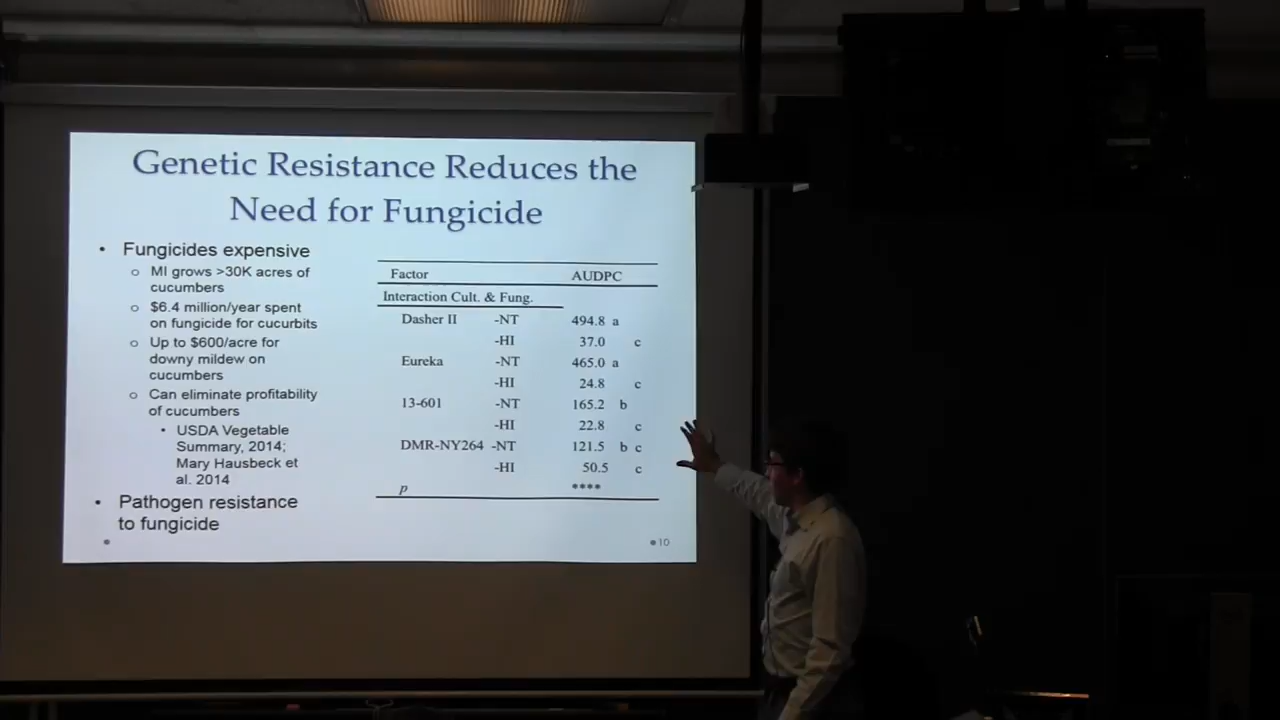 Genetic Resistance Reduces the
Need for Fungicide
• Fungicides expensive
o MI grows >30K acres of
cucumbers
o $6.4 million/year spent
on fungicide for cucurbits
o Up to $600/acre for
downy mildew on
cucumbers
o Can eliminate profitability
of cucumbers
• USDA Vegetable
Summary, 2014;
Mary Hausbeck et
al. 2014
• Pathogen resistance
to fungicide
Factor AUDPC
Interaction Cult. & Fung.
Dasher II -NT 494.8 a
-HI 37.0 c
Eureka -NT 465.0 a
-HI 24.8 c
13-601 -NT 165.2 b
-HI 22.8 c
DMR-NY264 -NT 121.5 b c
-HI 50.5 c
p ****
10